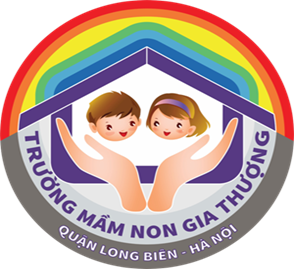 TRƯỜNG MẦM NON GIA THƯỢNG
QUẬN LONG BIÊN - HÀ NỘI